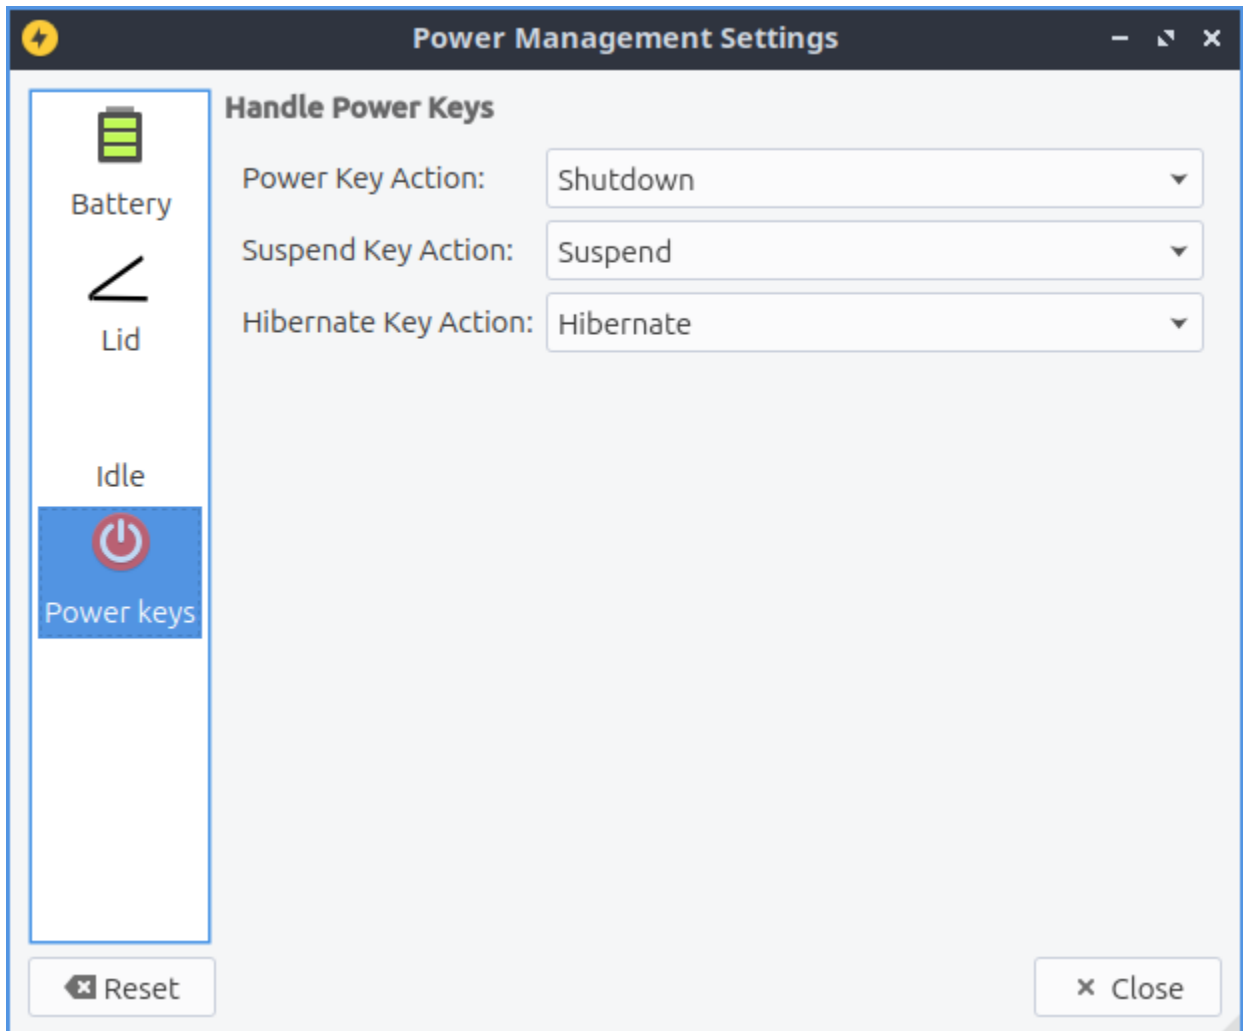 Power Management Settings
Battery
Lid
Idle
Power keys
Handle Power Keys
Power Key Action: Shutdown
Suspend Key Action: Suspend
Hibernate Key Action: Hibernate
Reset
Close